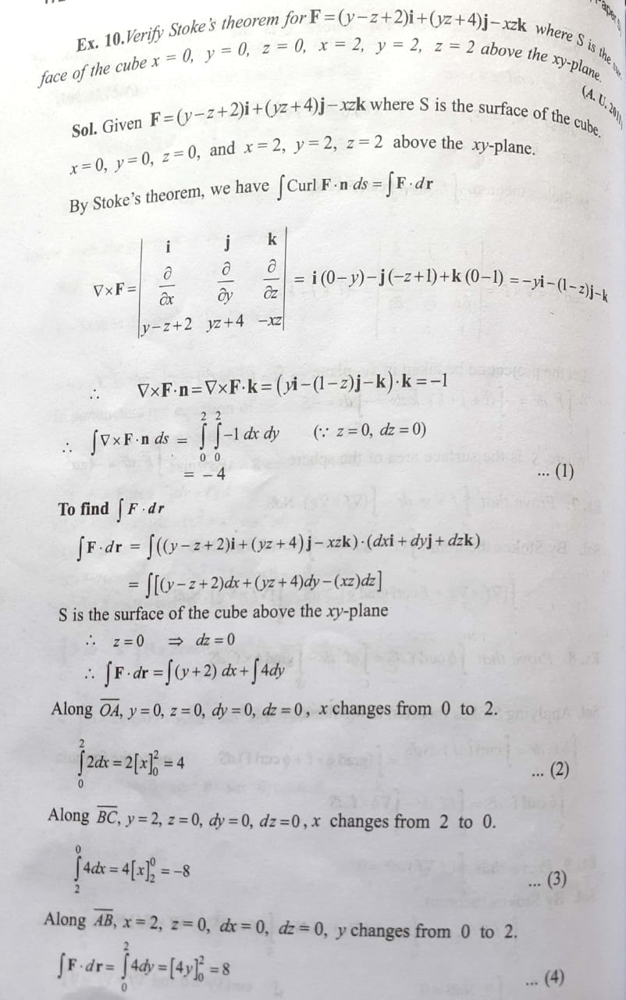 Ex. 10. Verify Stoke's theorem for F = (y − z + 2)i + (yz + 4)j − xzk where S is the
face of the cube x = 0, y = 0, z = 0, x = 2, y = 2, z = 2 above the xy-plane.
(A. U. 2011)
Sol. Given F = (y − z + 2)i + (yz + 4)j − xzk where S is the surface of the cube.
x = 0, y = 0, z = 0, and x = 2, y = 2, z = 2 above the xy-plane.
By Stoke's theorem, we have ∫ Curl F · n ds = ∫ F · dr
∇×F = | i j k |
| ∂/∂x ∂/∂y ∂/∂z | = i (0 − y) − j (−z + 1) + k (0 − 1) = −yi − (1 − z)j − k
| y − z + 2 yz + 4 −xz |
∴ ∇×F·n = ∇×F·k = (yi − (1 − z)j − k)·k = −1
∴ ∫ ∇×F·n ds = ∫₀² ∫₀² −1 dx dy (∵ z = 0, dz = 0)
= − 4 ... (1)
To find ∫ F · dr
∫ F · dr = ∫ ((y − z + 2)i + (yz + 4)j − xzk) · (dxi + dyj + dzk)
= ∫ [(y − z + 2)dx + (yz + 4)dy − (xz)dz]
S is the surface of the cube above the xy-plane
∴ z = 0 ⇒ dz = 0
∴ ∫ F · dr = ∫ (y + 2) dx + ∫ 4dy
Along O̅A̅, y = 0, z = 0, dy = 0, dz = 0, x changes from 0 to 2.
∫₀² 2dx = 2[x]₀² = 4 ... (2)
Along B̅C̅, y = 2, z = 0, dy = 0, dz = 0, x changes from 2 to 0.
∫₂⁰ 4dx = 4[x]₂⁰ = −8 ... (3)
Along A̅B̅, x = 2, z = 0, dx = 0, dz = 0, y changes from 0 to 2.
∫ F · dr = ∫₀² 4dy = [4y]₀² = 8 ... (4)